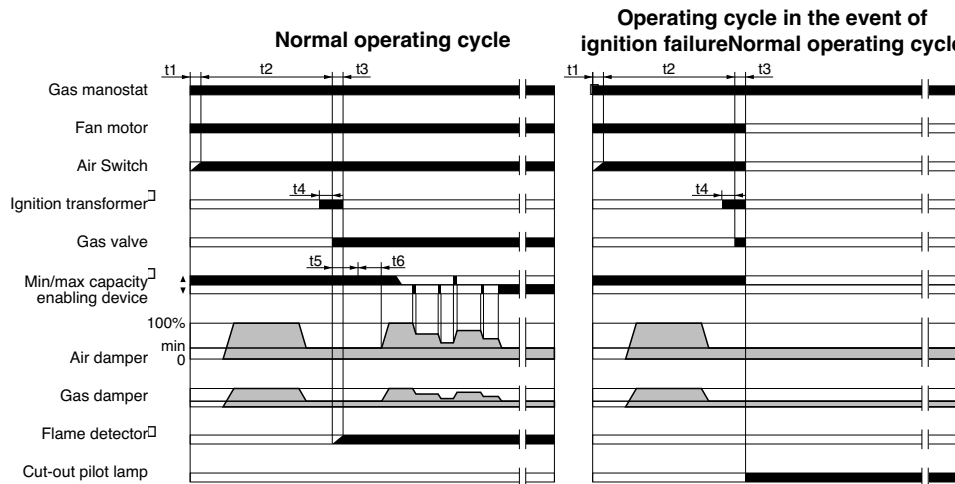 Normal operating cycle
Operating cycle in the event of
ignition failureNormal operating cycle
t1 t2 t3
t1 t2 t3
Gas manostat
Fan motor
Air Switch
t4
t4
Ignition transformer
Gas valve
t5 t6
Min/max capacity
enabling device
100%
min
0
Air damper
Gas damper
Flame detector
Cut-out pilot lamp